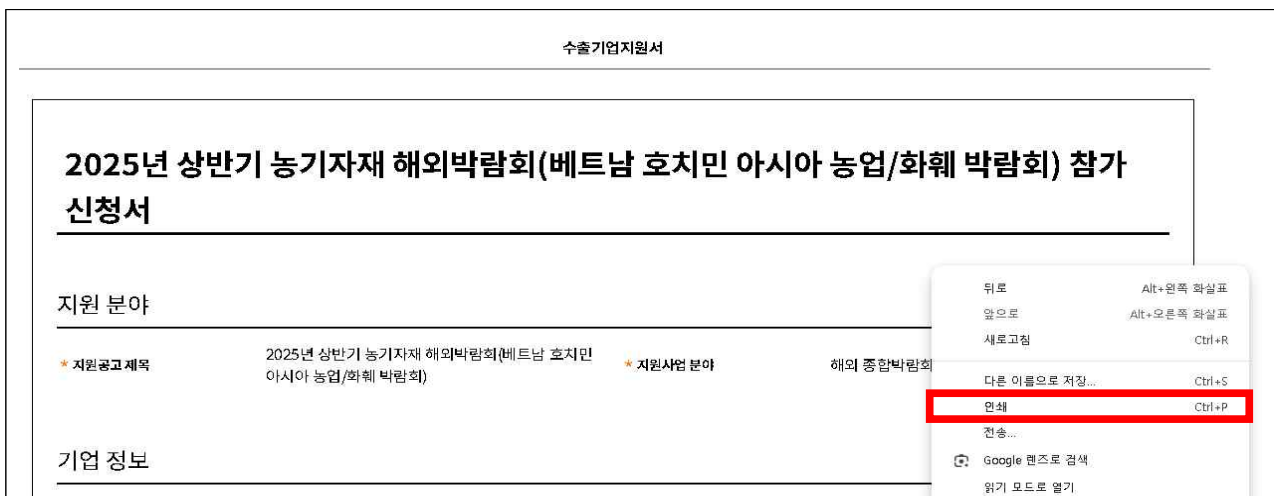 수출기업지원서
2025년 상반기 농기자재 해외박람회(베트남 호치민 아시아 농업/화훼 박람회) 참가
신청서
지원 분야
* 지원공고 제목 2025년 상반기 농기자재 해외박람회(베트남 호치민 * 지원사업 분야 해외 종합박람회
아시아 농업/화훼 박람회)
기업 정보
뒤로 Alt+왼쪽 화살표
앞으로 Alt+오른쪽 화살표
새로고침 Ctrl+R
다른 이름으로 저장... Ctrl+S
인쇄 Ctrl+P
전송...
Google 렌즈로 검색
읽기 모드로 열기